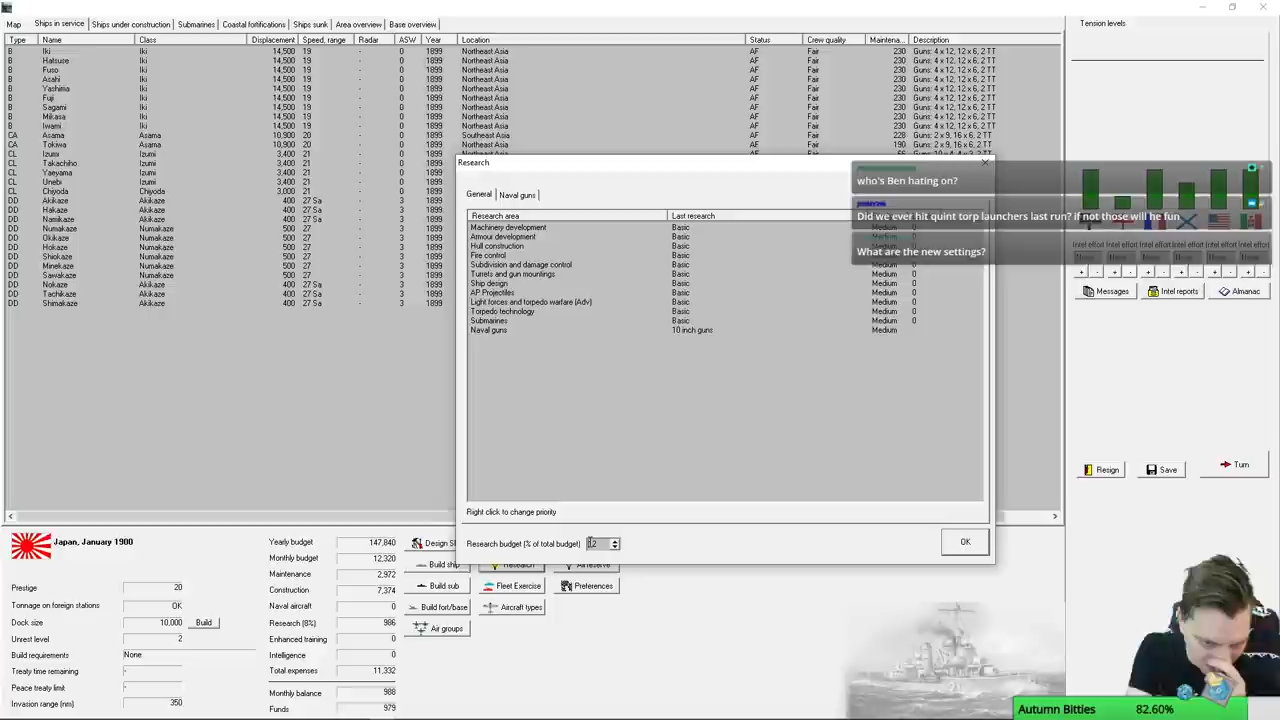 Map Ships in service Ships under construction Submarines Coastal fortifications Ships sunk Area overview Base overview
Tension levels
Type Name Class Displacement Speed, range Radar ASW Year Location Status Crew quality Maintena... Description
B Iki Iki 14,500 19 - 0 1899 Northeast Asia AF Fair 230 Guns: 4 x 12, 12 x 6, 2 TT
B Hatsuse Iki 14,500 19 - 0 1899 Northeast Asia AF Fair 230 Guns: 4 x 12, 12 x 6, 2 TT
B Fuso Iki 14,500 19 - 0 1899 Northeast Asia AF Fair 230 Guns: 4 x 12, 12 x 6, 2 TT
B Asahi Iki 14,500 19 - 0 1899 Northeast Asia AF Fair 230 Guns: 4 x 12, 12 x 6, 2 TT
B Yashima Iki 14,500 19 - 0 1899 Northeast Asia AF Fair 230 Guns: 4 x 12, 12 x 6, 2 TT
B Fuji Iki 14,500 19 - 0 1899 Northeast Asia AF Fair 230 Guns: 4 x 12, 12 x 6, 2 TT
B Sagami Iki 14,500 19 - 0 1899 Northeast Asia AF Fair 230 Guns: 4 x 12, 12 x 6, 2 TT
B Mikasa Iki 14,500 19 - 0 1899 Northeast Asia AF Fair 230 Guns: 4 x 12, 12 x 6, 2 TT
B Iwami Iki 14,500 19 - 0 1899 Northeast Asia AF Fair 230 Guns: 4 x 12, 12 x 6, 2 TT
CA Asama Asama 10,900 20 - 0 1899 Southeast Asia AF Fair 228 Guns: 2 x 9, 16 x 6, 2 TT
CA Tokiwa Asama 10,900 20 - 0 1899 Northeast Asia AF Fair 190 Guns: 2 x 9, 16 x 6, 2 TT
CL Izumi Izumi 3,400 21 - 0 1899 Northeast Asia AF Fair
CL Takachiho Izumi 3,400 21 - 0 1899
CL Yaeyama Izumi 3,400 21 - 0 1899
CL Unebi Izumi 3,400 21 - 0 1899
CL Chiyoda Chiyoda 3,000 21 - 0 1899
DD Akikaze Akikaze 400 27 Sa - 3 1899
DD Hakaze Akikaze 400 27 Sa - 3 1899
DD Namikaze Akikaze 400 27 Sa - 3 1899
DD Numakaze Numakaze 500 27 - 3 1899
DD Okikaze Numakaze 500 27 - 3 1899
DD Hokaze Numakaze 500 27 - 3 1899
DD Shiokaze Numakaze 500 27 - 3 1899
DD Minekaze Numakaze 500 27 - 3 1899
DD Sawakaze Numakaze 500 27 - 3 1899
DD Nokaze Akikaze 400 27 Sa - 3 1899
DD Tachikaze Akikaze 400 27 Sa - 3 1899
DD Shimakaze Akikaze 400 27 Sa - 3 1899
Research
General Naval guns
Research area Last research
Machinery development Basic Medium 0
Armour development Basic
Hull construction Basic Medium 0
Fire control Basic
Subdivision and damage control Basic Medium 0
Turrets and gun mountings Basic Medium 0
Ship design Basic Medium 0
AP Projectiles Basic Medium 0
Light forces and torpedo warfare (Adv) Basic Medium 0
Torpedo technology Basic Medium 0
Submarines Basic Medium 0
Naval guns 10 inch guns Medium
Right click to change priority
Research budget (% of total budget) 12
OK
who's Ben hating on?
Did we ever hit quint torp launchers last run? if not those will he fun
What are the new settings?
Intel effort Intel effort Intel effort Intel effort Intel effort Intel effort
Messages Intel reports Almanac
Resign Save Turn
Japan, January 1900
Prestige 20
Tonnage on foreign stations OK
Dock size 10,000 Build
Unrest level 2
Build requirements None
Treaty time remaining -
Peace treaty limit -
Invasion range (nm) 350
Yearly budget 147,840
Monthly budget 12,320
Maintenance 2,972
Construction 7,374
Naval aircraft 0
Research (8%) 986
Enhanced training 0
Intelligence 0
Total expenses 11,332
Monthly balance 988
Funds 979
Build sub Fleet Exercise Preferences
Build fort/base Aircraft types
Air groups
Autumn Bitties 82.60%